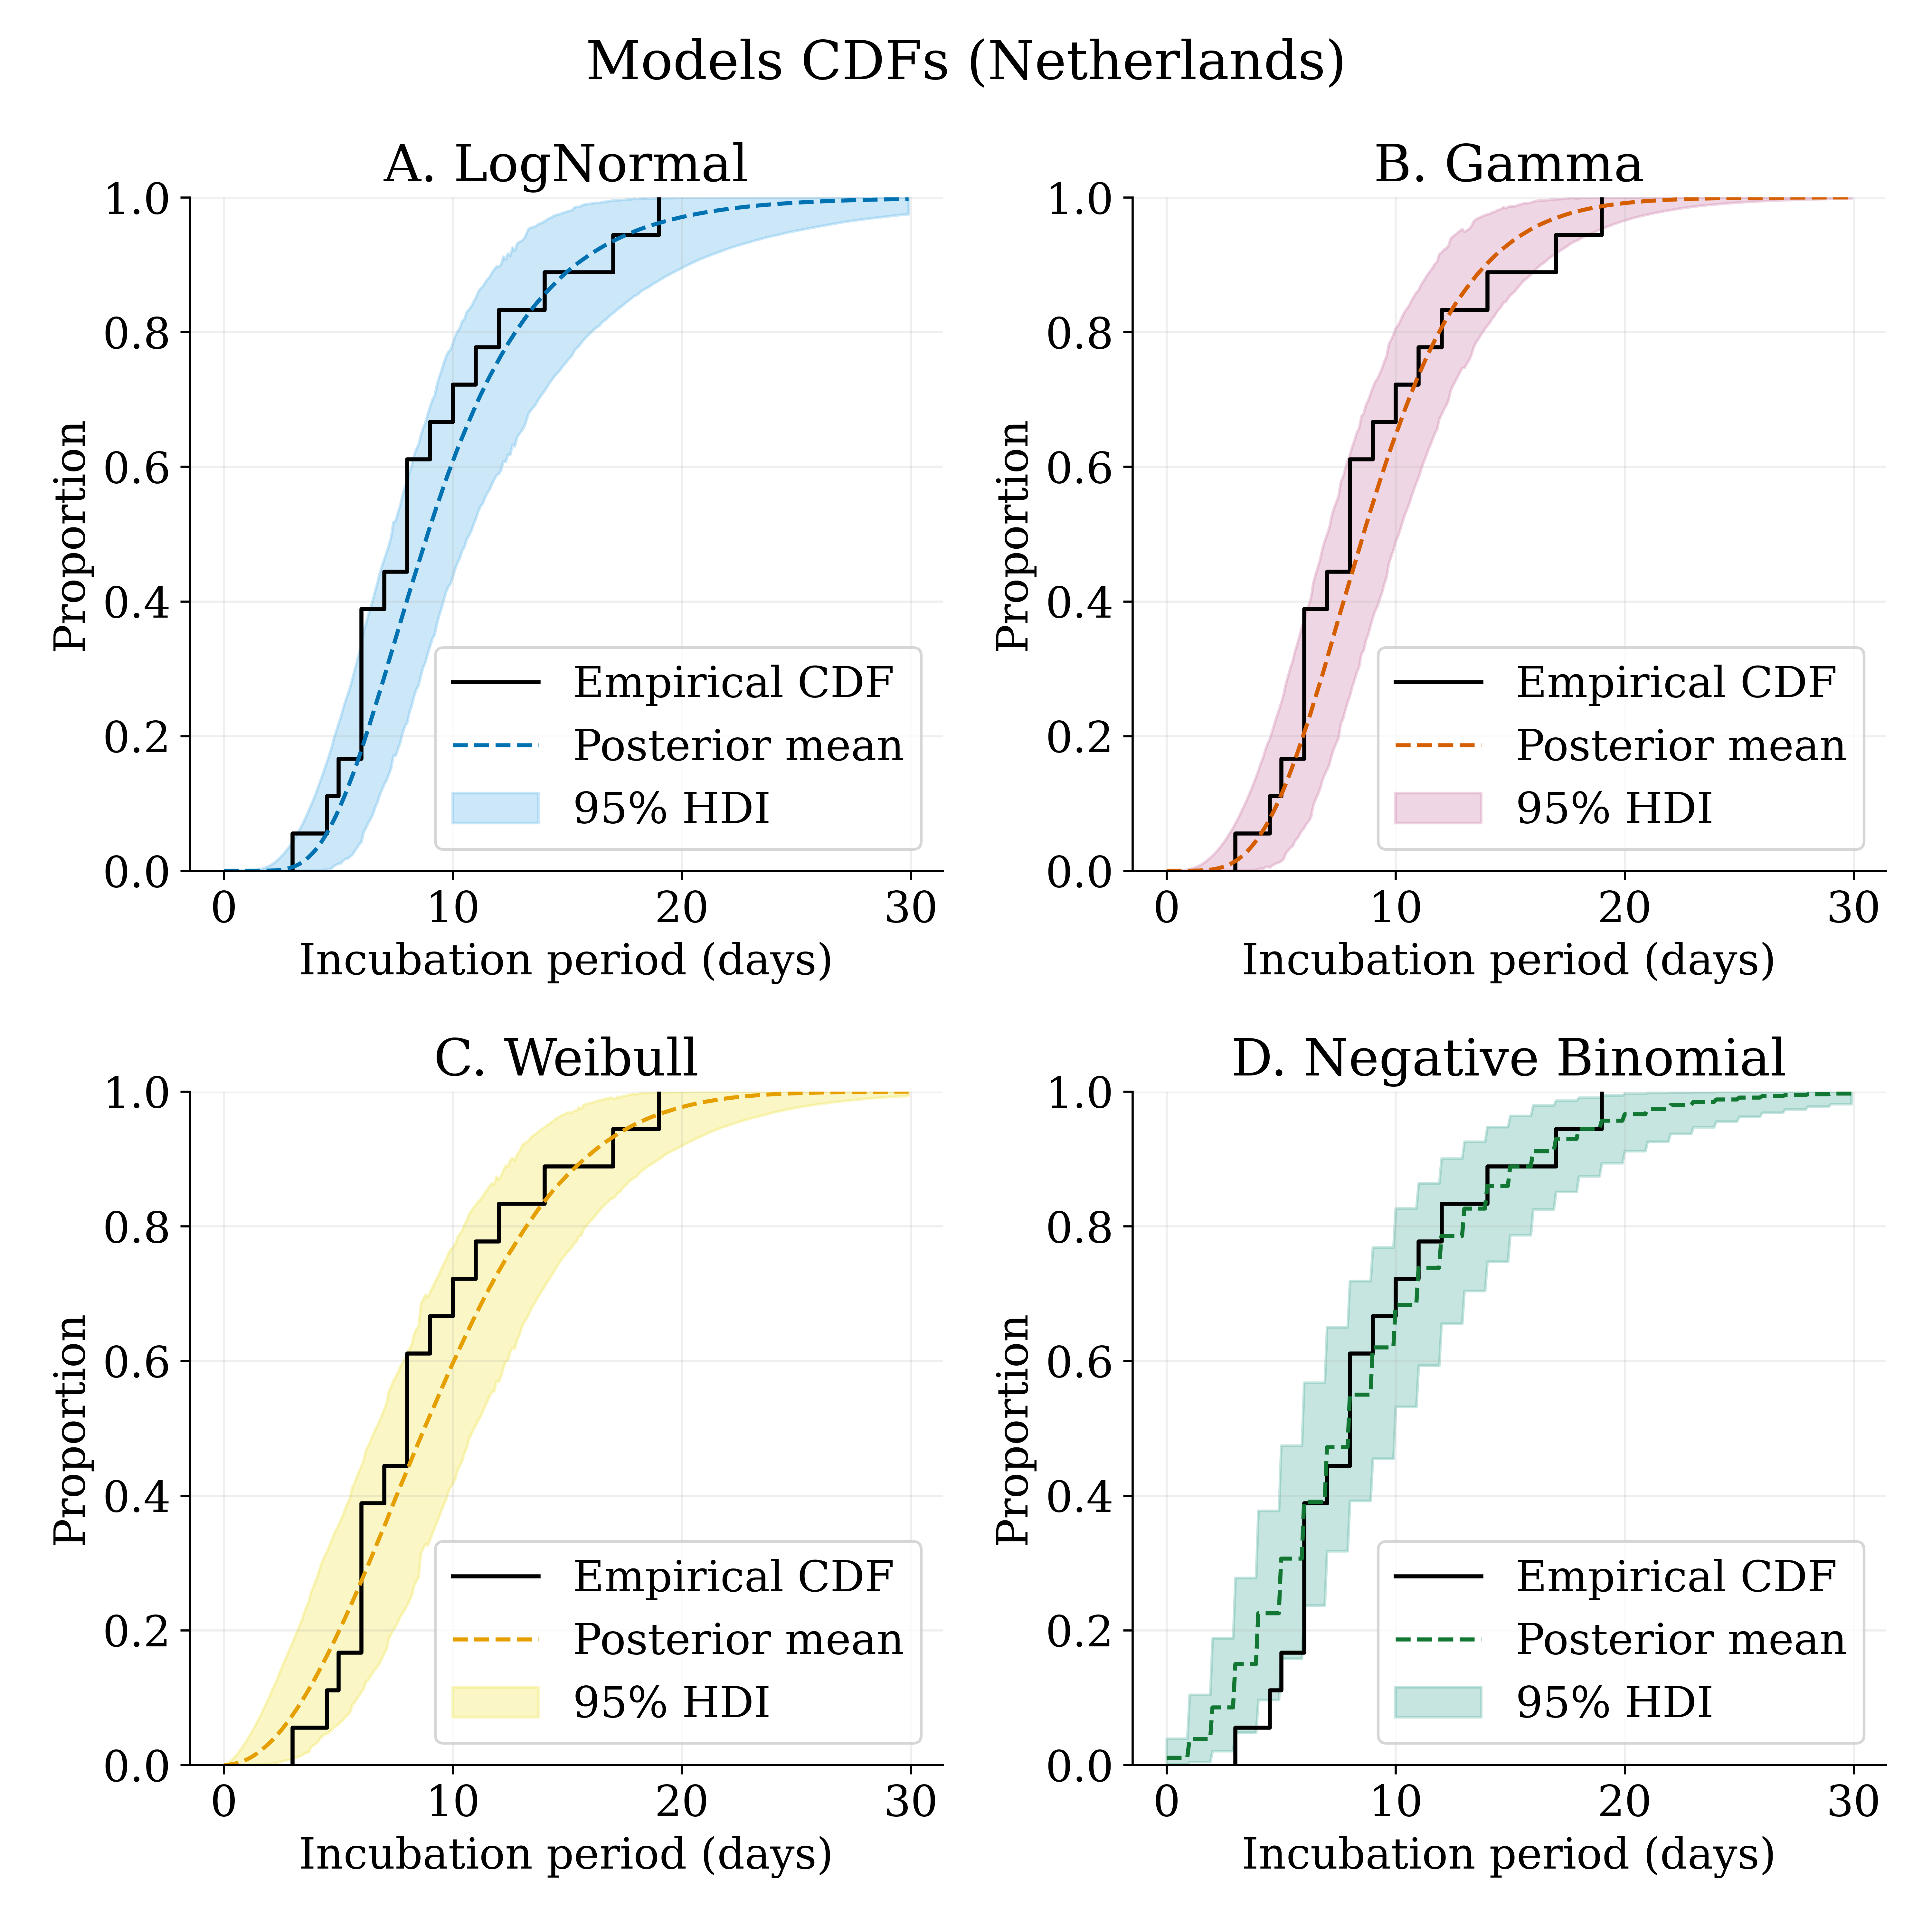 Models CDFs (Netherlands)
A. LogNormal
1.0
0.8
0.6
0.4
0.2
0.0
Proportion
Empirical CDF
Posterior mean
95% HDI
0 10 20 30
Incubation period (days)
B. Gamma
1.0
0.8
0.6
0.4
0.2
0.0
Proportion
Empirical CDF
Posterior mean
95% HDI
0 10 20 30
Incubation period (days)
C. Weibull
1.0
0.8
0.6
0.4
0.2
0.0
Proportion
Empirical CDF
Posterior mean
95% HDI
0 10 20 30
Incubation period (days)
D. Negative Binomial
1.0
0.8
0.6
0.4
0.2
0.0
Proportion
Empirical CDF
Posterior mean
95% HDI
0 10 20 30
Incubation period (days)